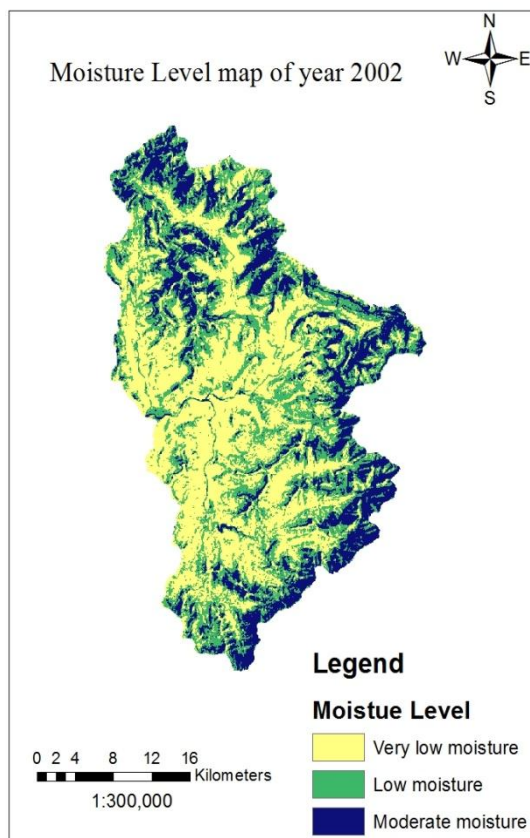 N
W E
S
Moisture Level map of year 2002
Legend
Moistue Level
Very low moisture
Low moisture
Moderate moisture
0 2 4 8 12 16
Kilometers
1:300,000